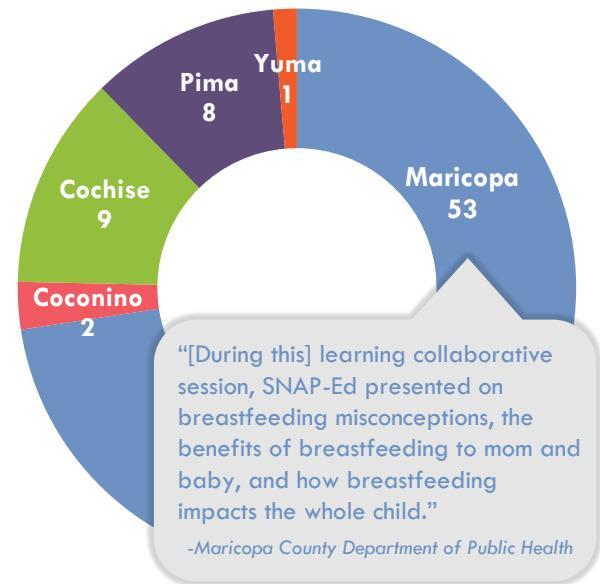 Yuma
1
Pima
8
Maricopa
53
Cochise
9
Coconino
2
“[During this] learning collaborative
session, SNAP-Ed presented on
breastfeeding misconceptions, the
benefits of breastfeeding to mom and
baby, and how breastfeeding
impacts the whole child.”
-Maricopa County Department of Public Health